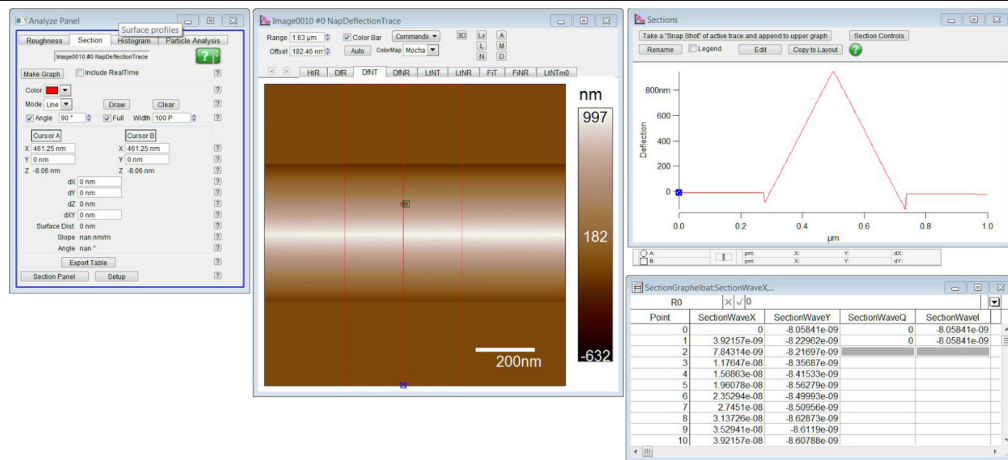 Analyze Panel
Surface profiles
Roughness Section Histogram Particle Analysis
Image0010 #0 NapDeflectionTrace
?
Make Graph Include RealTime ?
Color ?
Mode Line Draw Clear ?
Angle 90 ° Full Width 100 P ?
Cursor A Cursor B
X 461.25 nm X 461.25 nm ?
Y 0 nm Y 0 nm ?
Z -8.06 nm Z -8.06 nm ?
dX 0 nm ?
dY 0 nm ?
dZ 0 nm ?
dXY 0 nm ?
Surface Dist: 0 nm ?
Slope nan nm/m ?
Angle nan ° ?
Export Table ?
Section Panel Setup ?
Image0010 #0 NapDeflectionTrace
Range 1.63 µm Color Bar Commands 3D Ly A
Offset 182.46 nm Auto ColorMap Mocha L M
N D
HtR DfR DfNT DfNR LtNT LtNR FiT FiNR LtNTm0
nm
997
182
-632
200nm
Sections
Take a "Snap Shot" of active trace and append to upper graph Section Controls
Rename Legend Edit Copy to Layout ?
Deflection
800nm
600
400
200
0
0.0 0.2 0.4 0.6 0.8 1.0
µm
A: pnt: X: Y: dX:
B: pnt: X: Y: dY:
SectionGraphelbat:SectionWaveX,...
R0 0
Point SectionWaveX SectionWaveY SectionWaveQ SectionWaveI
0 0 -8.05841e-09 0 -8.05841e-09
1 3.92157e-09 -8.22962e-09 0 -8.05841e-09
2 7.84314e-09 -8.21697e-09
3 1.17647e-08 -8.35687e-09
4 1.56863e-08 -8.41533e-09
5 1.96078e-08 -8.56279e-09
6 2.35294e-08 -8.49993e-09
7 2.7451e-08 -8.50956e-09
8 3.13726e-08 -8.62873e-09
9 3.52941e-08 -8.6119e-09
10 3.92157e-08 -8.60788e-09